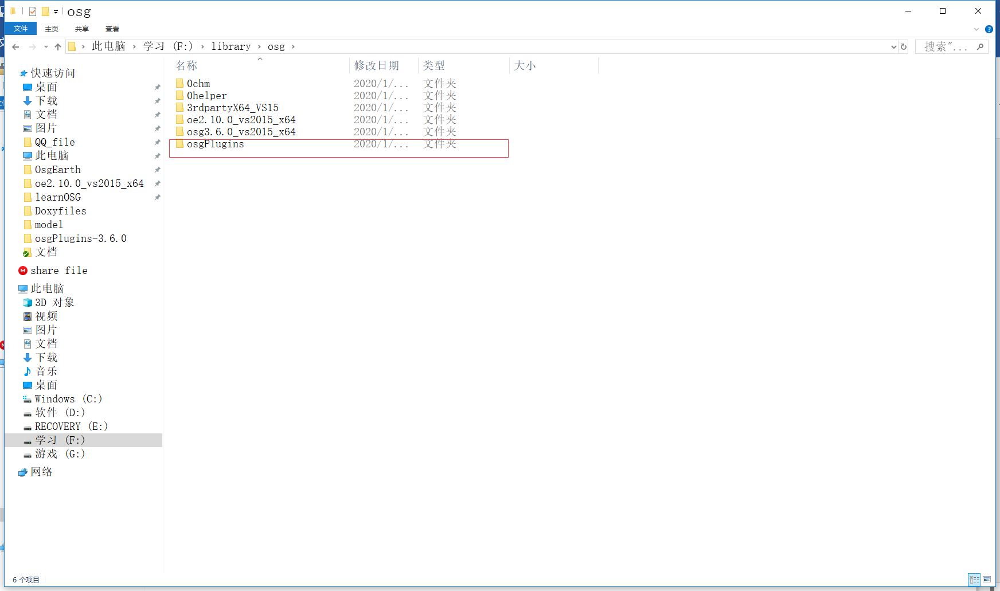 osg
文件 主页 共享 查看
此电脑 › 学习 (F:) › library › osg ›
搜索"...
名称 修改日期 类型 大小
0chm 2020/1/... 文件夹
0helper 2020/1/... 文件夹
3rdpartyX64_VS15 2020/1/... 文件夹
oe2.10.0_vs2015_x64 2020/1/... 文件夹
osg3.6.0_vs2015_x64 2020/1/... 文件夹
osgPlugins 2020/1/... 文件夹
快速访问
桌面
下载
文档
图片
QQ_file
此电脑
OsgEarth
oe2.10.0_vs2015_x64
learnOSG
Doxyfiles
model
osgPlugins-3.6.0
文档
share file
此电脑
3D 对象
视频
图片
文档
下载
音乐
桌面
Windows (C:)
软件 (D:)
RECOVERY (E:)
学习 (F:)
游戏 (G:)
网络
6 个项目